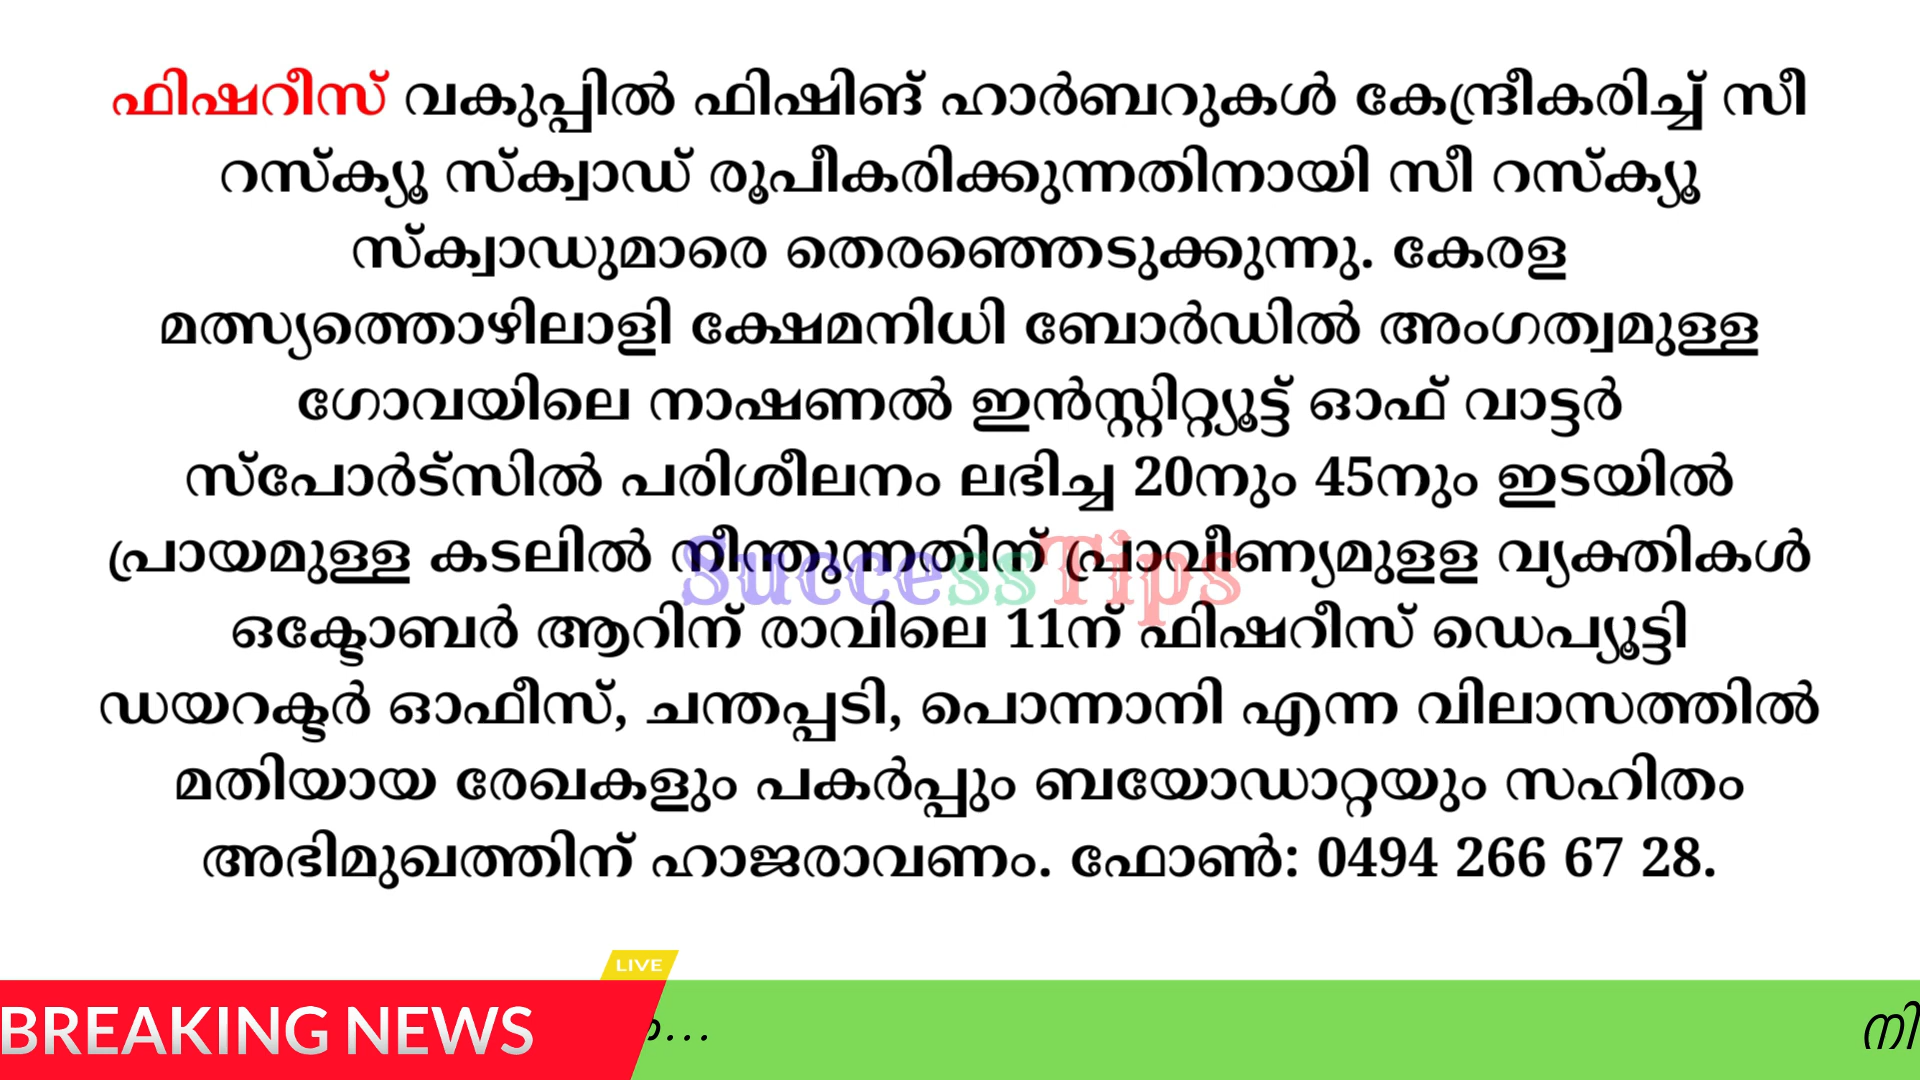 ഫിഷറീസ് വകുപ്പിൽ ഫിഷിങ് ഹാർബറുകൾ കേന്ദ്രീകരിച്ച് സീ
റസ്ക്യൂ സ്ക്വാഡ് രൂപീകരിക്കുന്നതിനായി സീ റസ്ക്യൂ
സ്ക്വാഡുമാരെ തെരഞ്ഞെടുക്കുന്നു. കേരള
മത്സ്യത്തൊഴിലാളി ക്ഷേമനിധി ബോർഡിൽ അംഗത്വമുള്ള
ഗോവയിലെ നാഷണൽ ഇൻസ്റ്റിറ്റ്യൂട്ട് ഓഫ് വാട്ടർ
സ്പോർട്സിൽ പരിശീലനം ലഭിച്ച 20നും 45നും ഇടയിൽ
പ്രായമുള്ള കടലിൽ നീന്തുന്നതിന് പ്രാവീണ്യമുളള വ്യക്തികൾ
SuccessTips
ഒക്ടോബർ ആറിന് രാവിലെ 11ന് ഫിഷറീസ് ഡെപ്യൂട്ടി
ഡയറക്ടർ ഓഫീസ്, ചന്തപ്പടി, പൊന്നാനി എന്ന വിലാസത്തിൽ
മതിയായ രേഖകളും പകർപ്പും ബയോഡാറ്റയും സഹിതം
അഭിമുഖത്തിന് ഹാജരാവണം. ഫോൺ: 0494 266 67 28.
LIVE
BREAKING NEWS